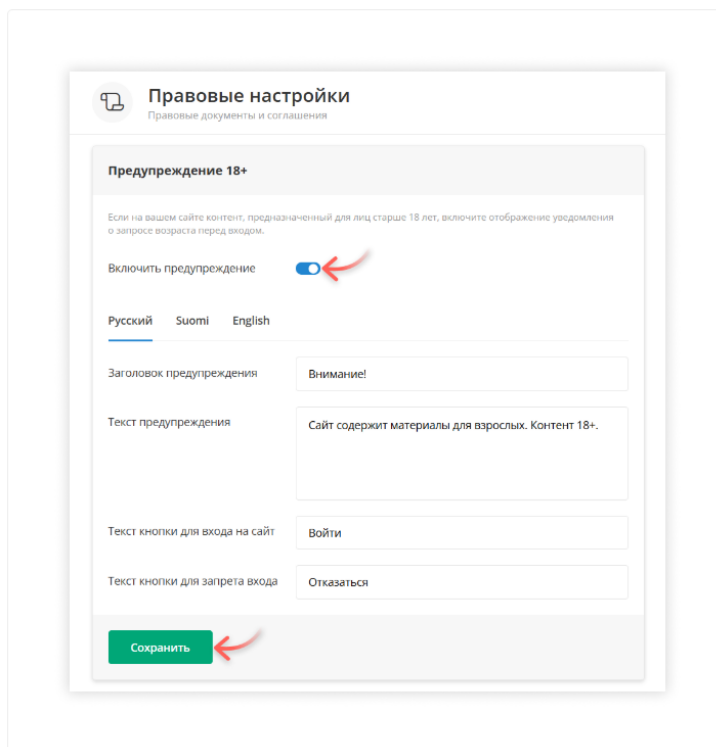 Правовые настройки
Правовые документы и соглашения
Предупреждение 18+
Если на вашем сайте контент, предназначенный для лиц старше 18 лет, включите отображение уведомления
о запросе возраста перед входом.
Включить предупреждение
Русский Suomi English
Заголовок предупреждения
Внимание!
Текст предупреждения
Сайт содержит материалы для взрослых. Контент 18+.
Текст кнопки для входа на сайт
Войти
Текст кнопки для запрета входа
Отказаться
Сохранить